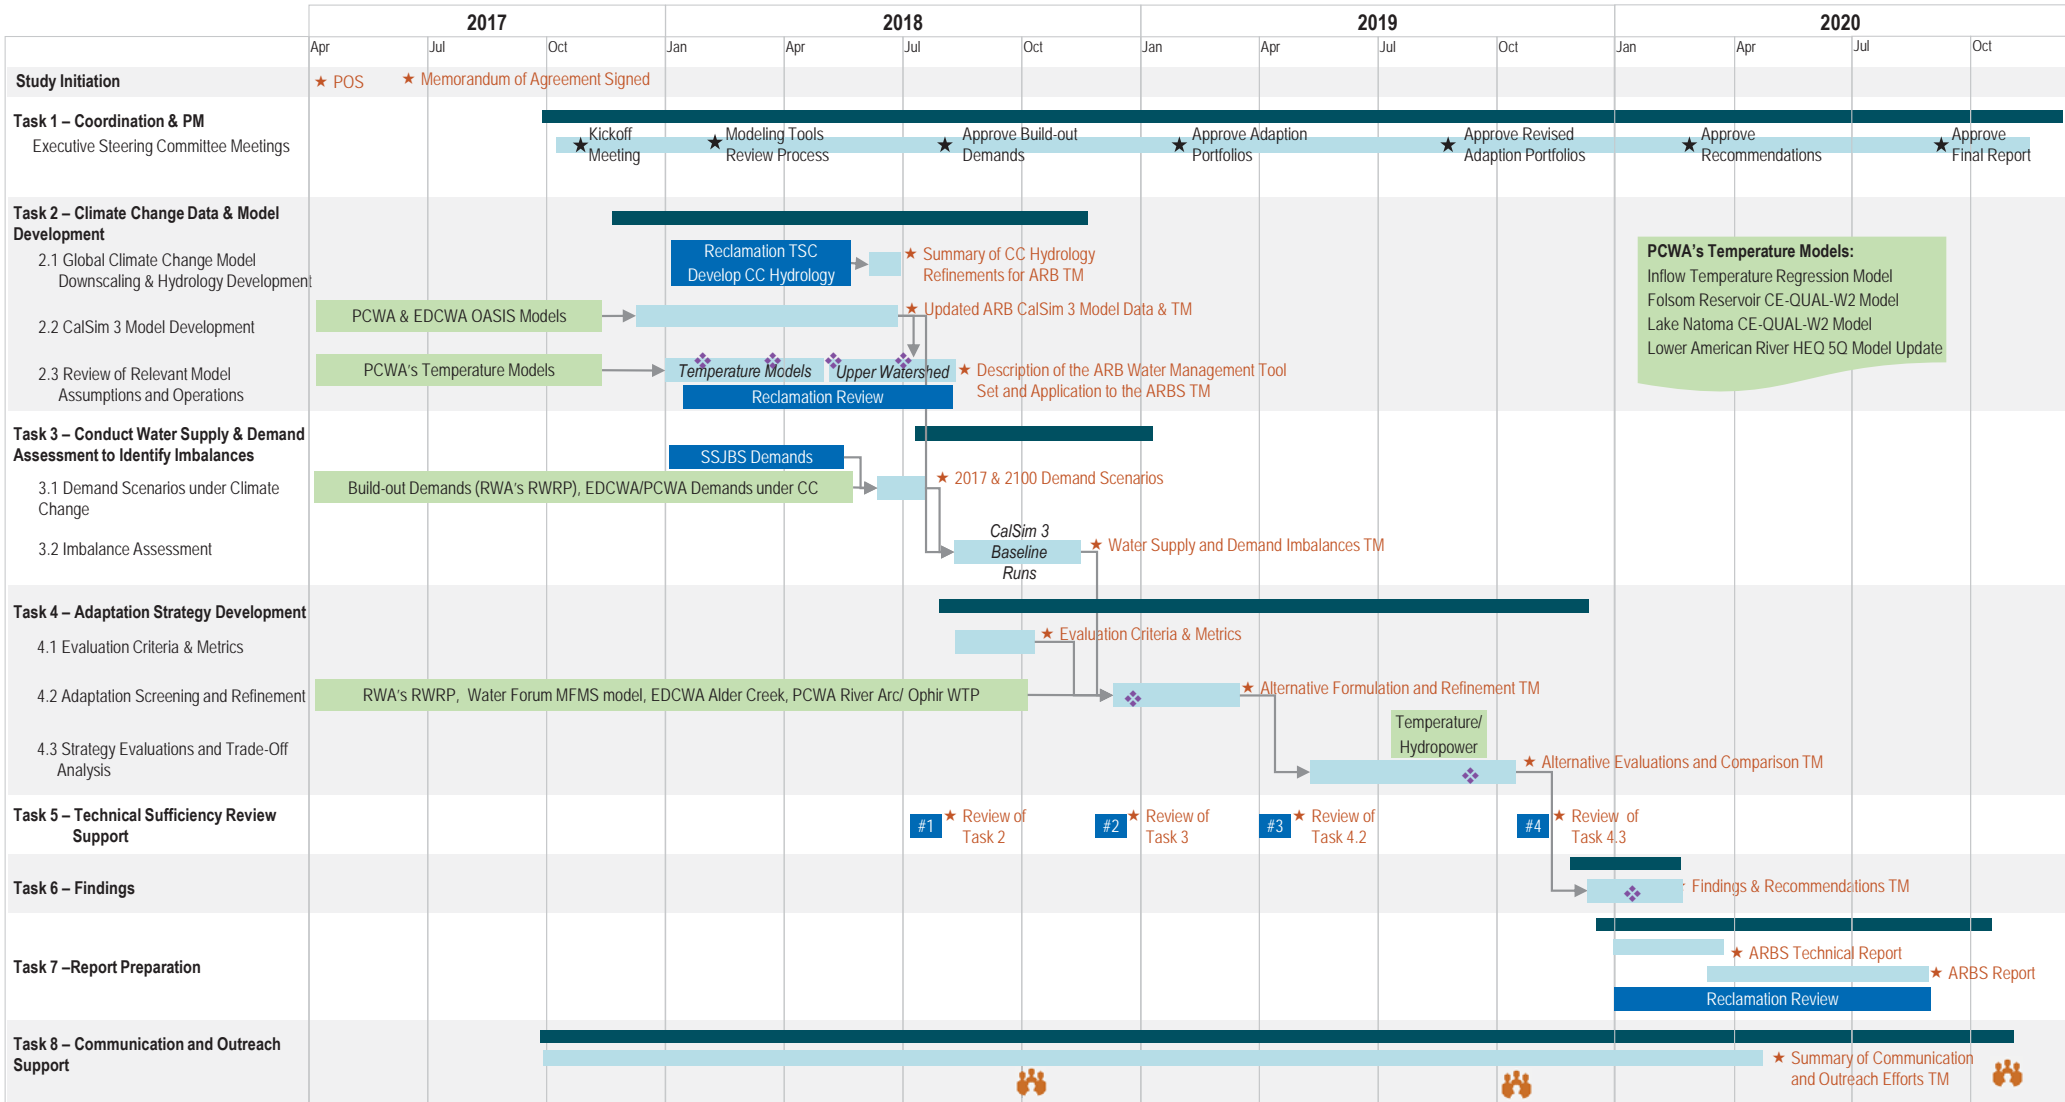 2017
2018
2019
2020
Apr
Jul
Oct
Jan
Apr
Jul
Oct
Jan
Apr
Jul
Oct
Jan
Apr
Jul
Oct
Study Initiation
POS
Memorandum of Agreement Signed
Task 1 – Coordination & PM
Executive Steering Committee Meetings
Kickoff
Meeting
Modeling Tools
Review Process
Approve Build-out
Demands
Approve Adaption
Portfolios
Approve Revised
Adaption Portfolios
Approve
Recommendations
Approve
Final Report
Task 2 – Climate Change Data & Model
Development
2.1 Global Climate Change Model
Downscaling & Hydrology Development
Reclamation TSC
Develop CC Hydrology
Summary of CC Hydrology
Refinements for ARB TM
2.2 CalSim 3 Model Development
PCWA & EDCWA OASIS Models
Updated ARB CalSim 3 Model Data & TM
2.3 Review of Relevant Model
Assumptions and Operations
PCWA's Temperature Models
Temperature Models
Upper Watershed
Reclamation Review
Description of the ARB Water Management Tool
Set and Application to the ARBS TM
PCWA's Temperature Models:
Inflow Temperature Regression Model
Folsom Reservoir CE-QUAL-W2 Model
Lake Natoma CE-QUAL-W2 Model
Lower American River HEQ 5Q Model Update
Task 3 – Conduct Water Supply & Demand
Assessment to Identify Imbalances
SSJBS Demands
3.1 Demand Scenarios under Climate
Change
Build-out Demands (RWA's RWRP), EDCWA/PCWA Demands under CC
2017 & 2100 Demand Scenarios
3.2 Imbalance Assessment
CalSim 3
Baseline
Runs
Water Supply and Demand Imbalances TM
Task 4 – Adaptation Strategy Development
4.1 Evaluation Criteria & Metrics
Evaluation Criteria & Metrics
4.2 Adaptation Screening and Refinement
RWA's RWRP, Water Forum MFMS model, EDCWA Alder Creek, PCWA River Arc/ Ophir WTP
Alternative Formulation and Refinement TM
4.3 Strategy Evaluations and Trade-Off
Analysis
Temperature/
Hydropower
Alternative Evaluations and Comparison TM
Task 5 – Technical Sufficiency Review
Support
#1
Review of
Task 2
#2
Review of
Task 3
#3
Review of
Task 4.2
#4
Review of
Task 4.3
Task 6 – Findings
Findings & Recommendations TM
Task 7 –Report Preparation
ARBS Technical Report
ARBS Report
Reclamation Review
Task 8 – Communication and Outreach
Support
Summary of Communication
and Outreach Efforts TM